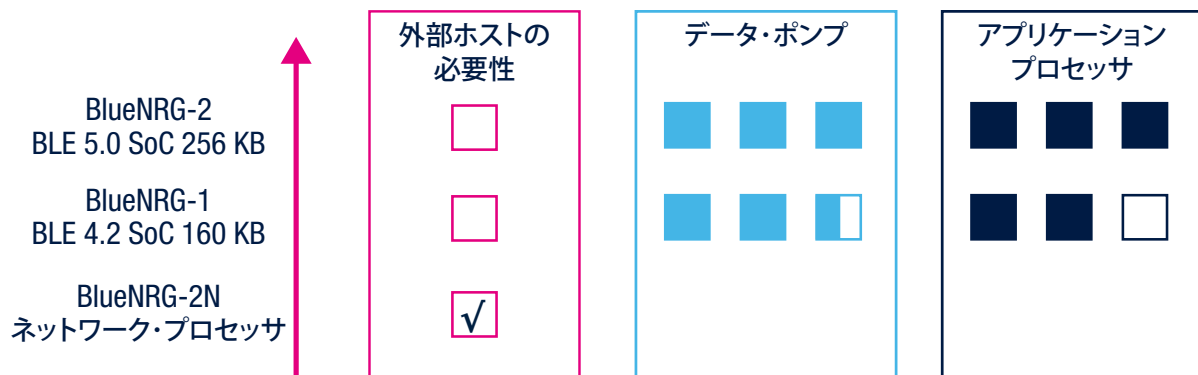 外部ホストの
必要性
データ・ポンプ
アプリケーション
プロセッサ
BlueNRG-2
BLE 5.0 SoC 256 KB
BlueNRG-1
BLE 4.2 SoC 160 KB
BlueNRG-2N
ネットワーク・プロセッサ
√